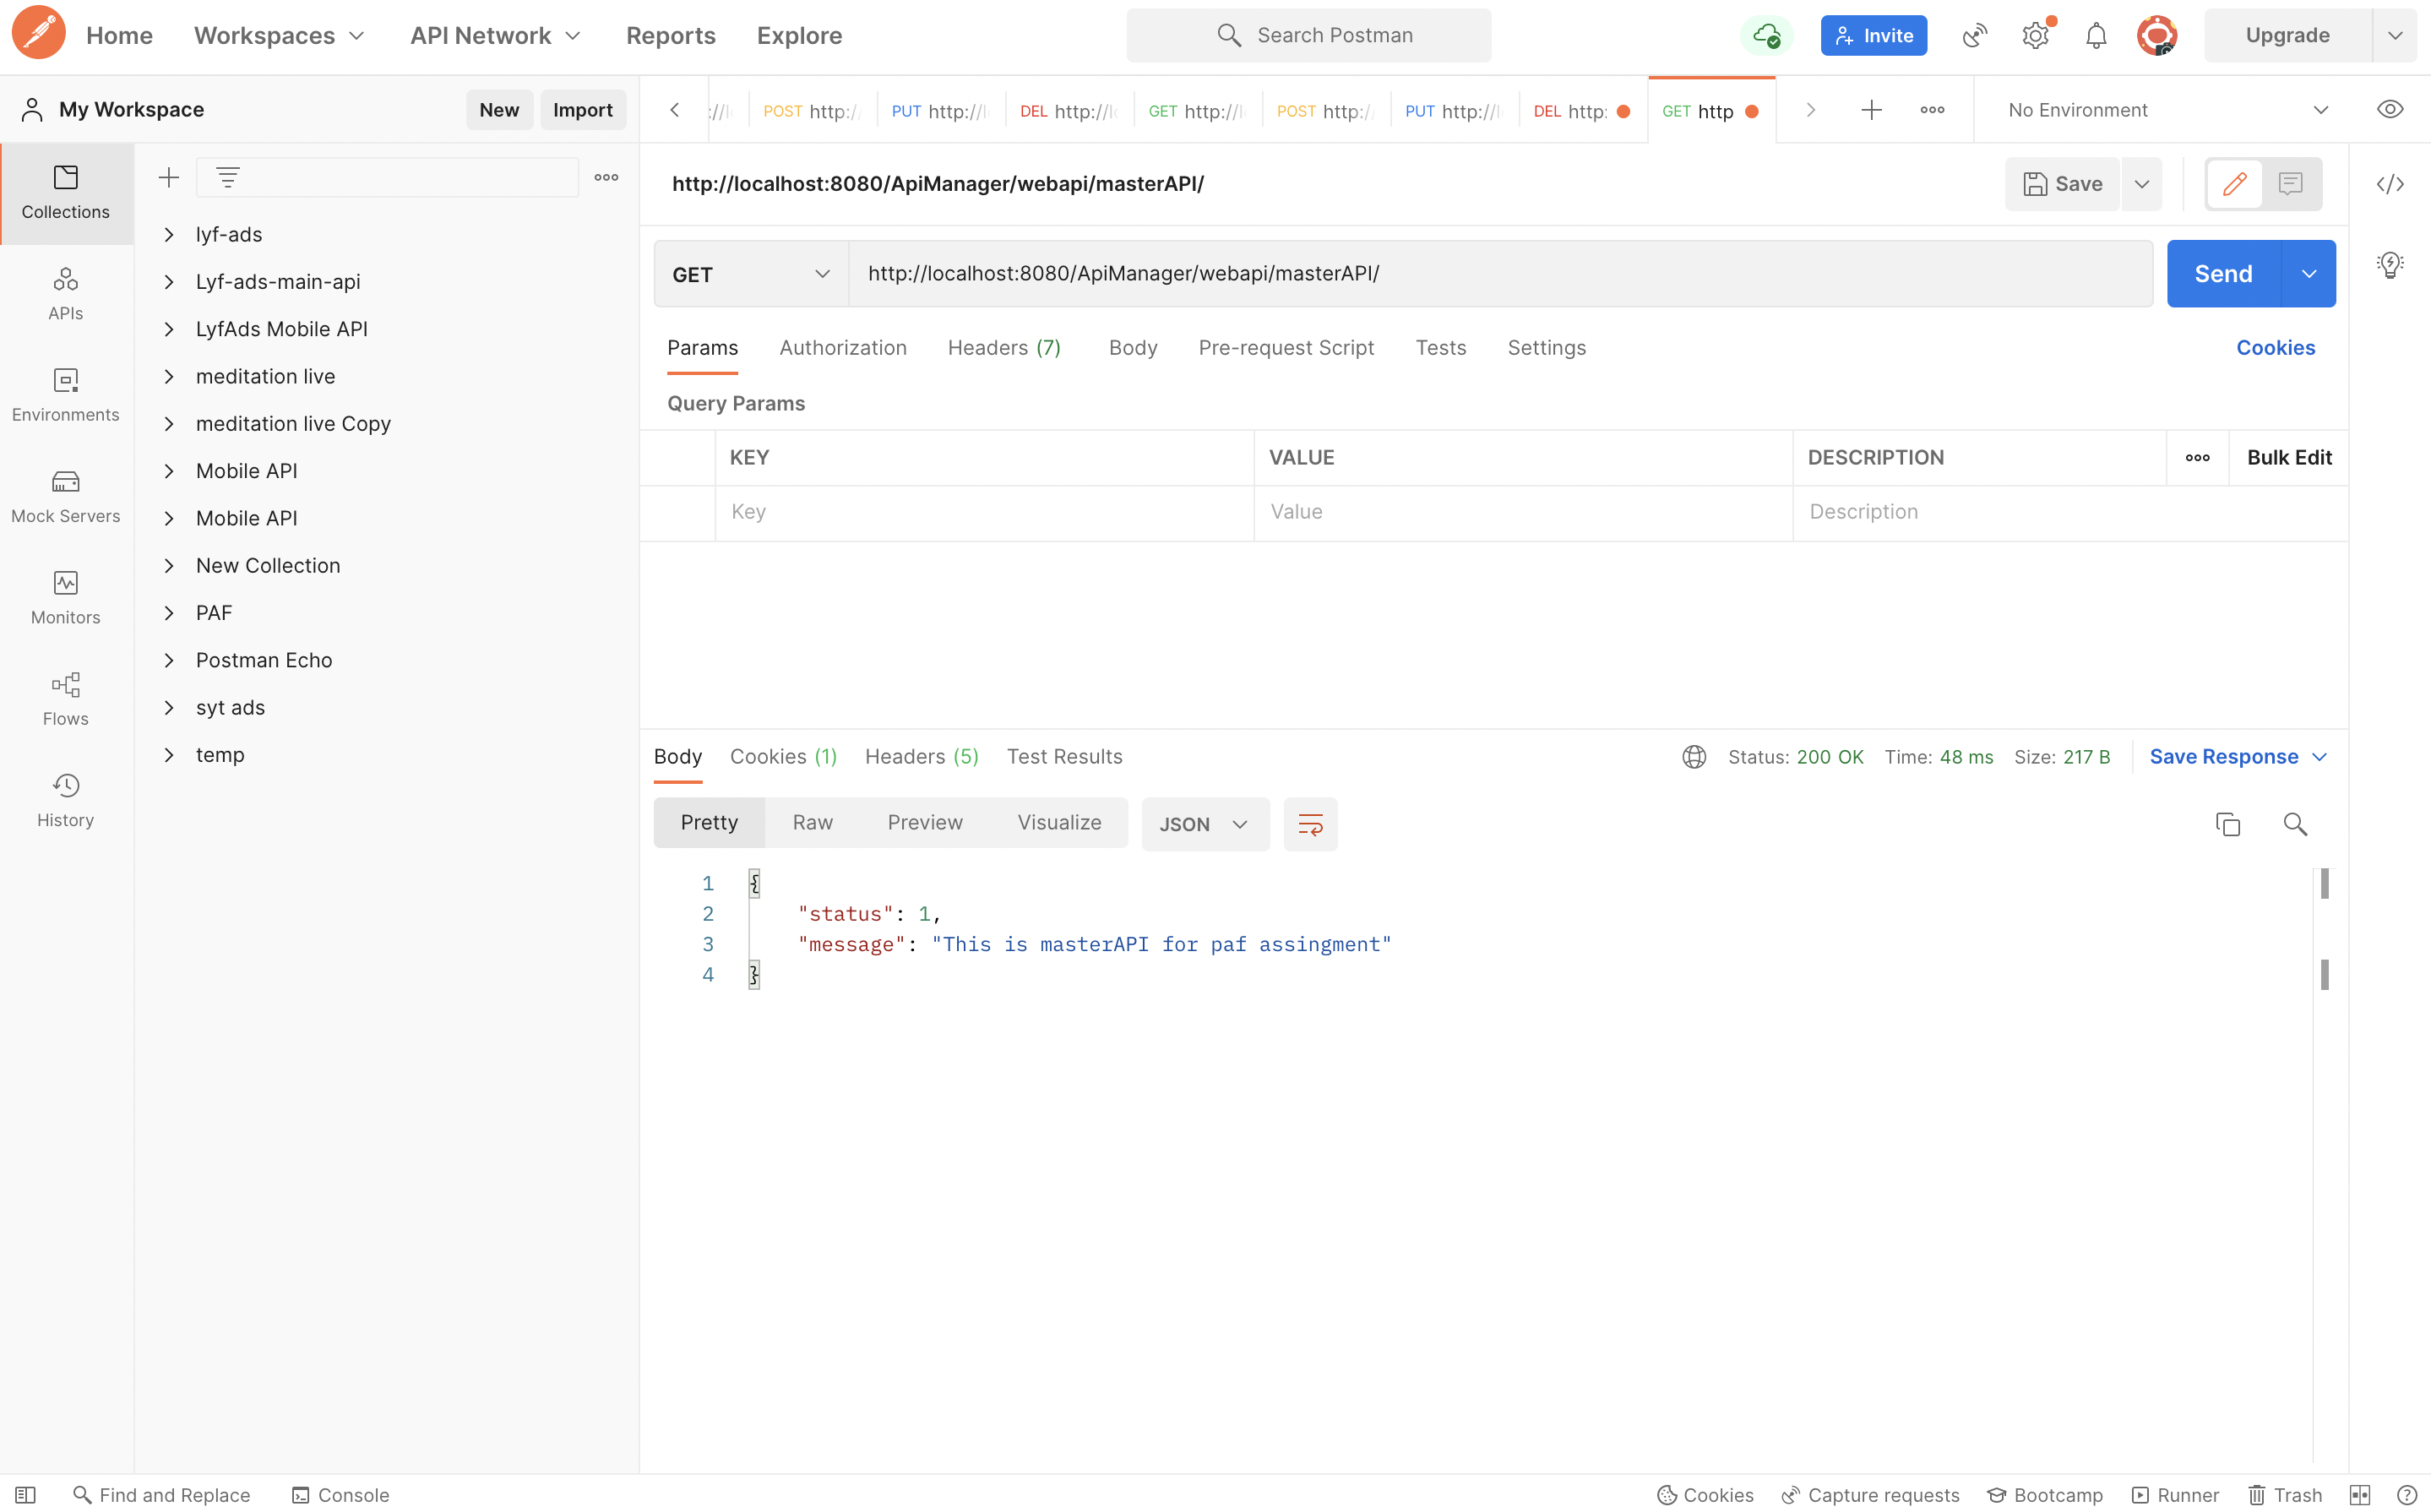 Home Workspaces API Network Reports Explore Search Postman Invite Upgrade
My Workspace New Import
POST http:/ PUT http://l DEL http://l GET http://l POST http:/ PUT http://l DEL http: GET http No Environment
Collections
APIs
Environments
Mock Servers
Monitors
Flows
History
lyf-ads
Lyf-ads-main-api
LyfAds Mobile API
meditation live
meditation live Copy
Mobile API
Mobile API
New Collection
PAF
Postman Echo
syt ads
temp
http://localhost:8080/ApiManager/webapi/masterAPI/ Save
GET http://localhost:8080/ApiManager/webapi/masterAPI/ Send
Params Authorization Headers (7) Body Pre-request Script Tests Settings Cookies
Query Params
KEY VALUE DESCRIPTION Bulk Edit
Key Value Description
Body Cookies (1) Headers (5) Test Results Status: 200 OK Time: 48 ms Size: 217 B Save Response
Pretty Raw Preview Visualize JSON
1 {
2 "status": 1,
3 "message": "This is masterAPI for paf assingment"
4 }
Find and Replace Console Cookies Capture requests Bootcamp Runner Trash